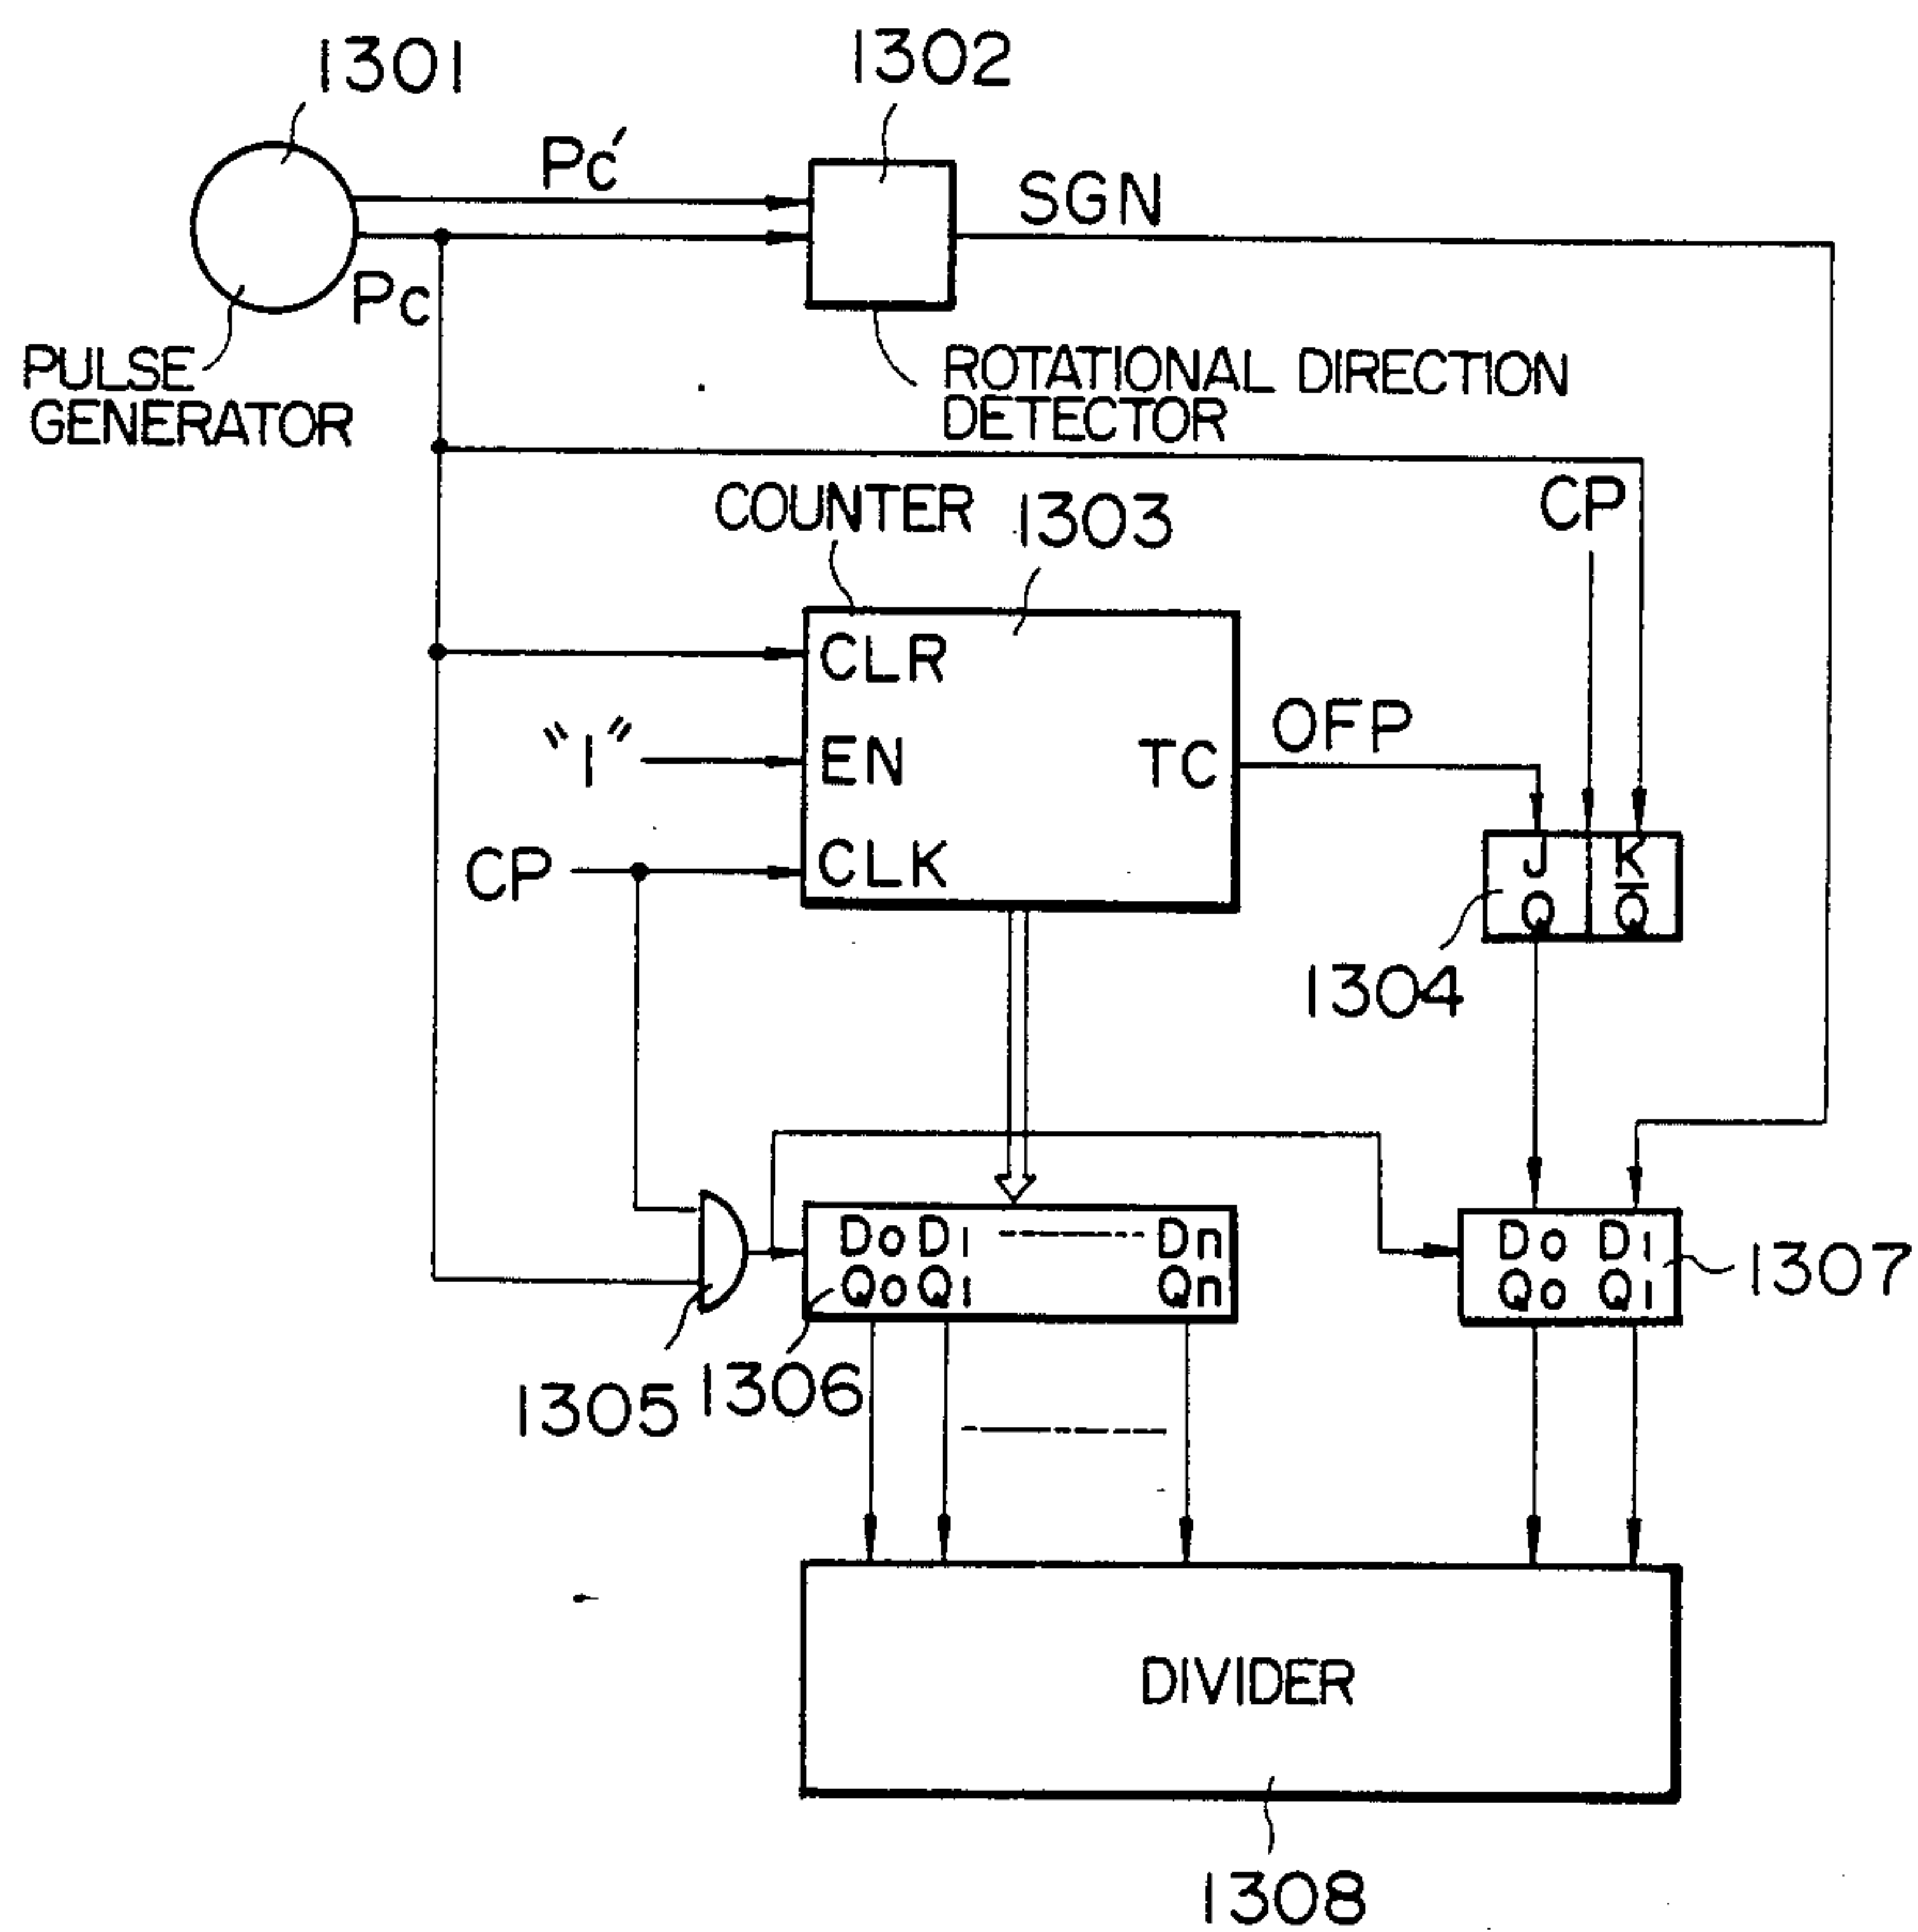 1301
1302
Pc'
SGN
Pc
PULSE
GENERATOR
ROTATIONAL DIRECTION
DETECTOR
COUNTER
1303
CP
CLR
"1"
EN
TC
OFP
CP
CLK
J K
Q Q̅
1304
Do D1 Dn
Qo Q1 Qn
Do D1
Qo Q1
1307
1305
1306
DIVIDER
1308